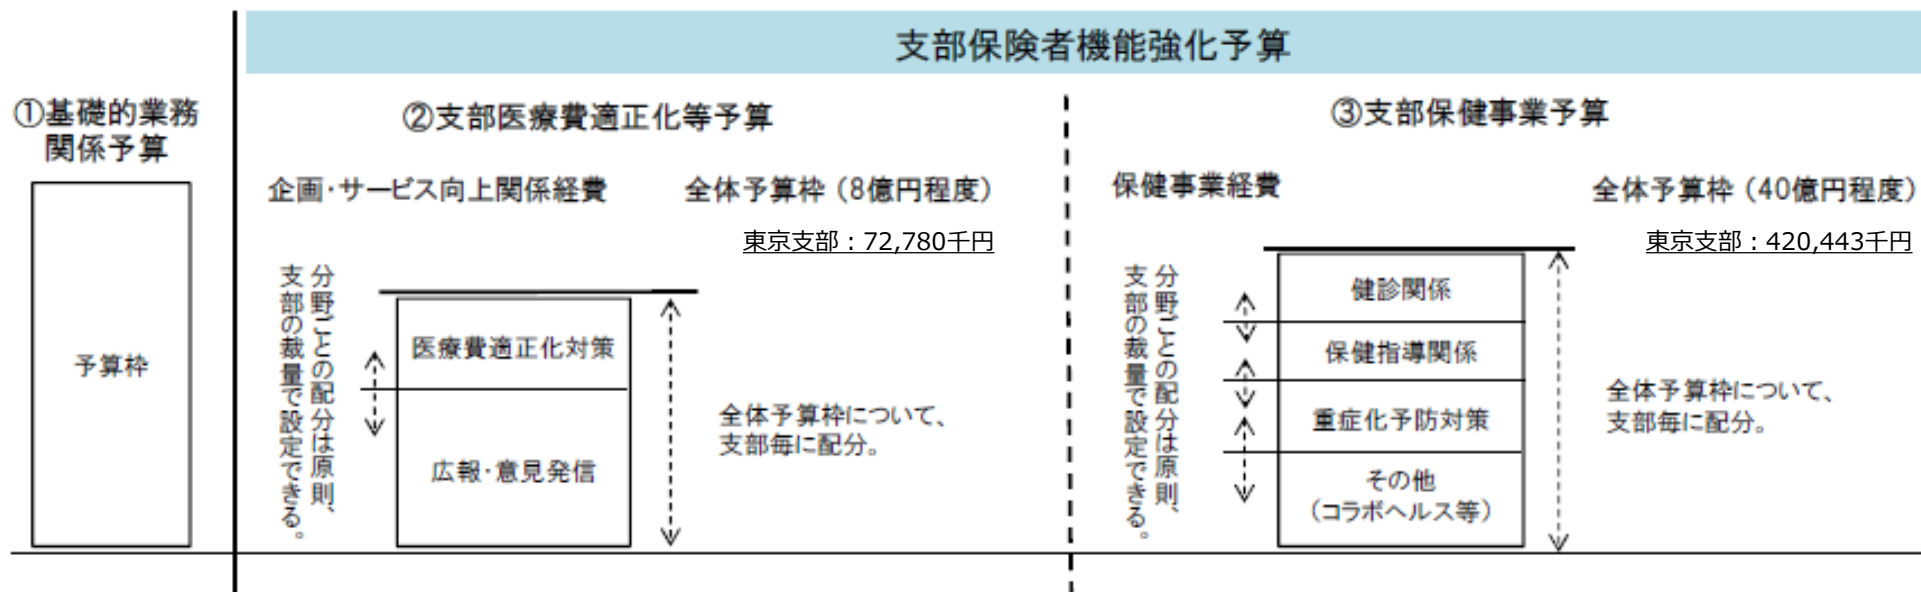 支部保険者機能強化予算
①基礎的業務
関係予算
予算枠
②支部医療費適正化等予算
企画・サービス向上関係経費
全体予算枠（8億円程度）
東京支部：72,780千円
分野ごとの配分は原則、
支部の裁量で設定できる。
医療費適正化対策
広報・意見発信
全体予算枠について、
支部毎に配分。
③支部保健事業予算
保健事業経費
全体予算枠（40億円程度）
東京支部：420,443千円
分野ごとの配分は原則、
支部の裁量で設定できる。
健診関係
保健指導関係
重症化予防対策
その他
（コラボヘルス等）
全体予算枠について、
支部毎に配分。